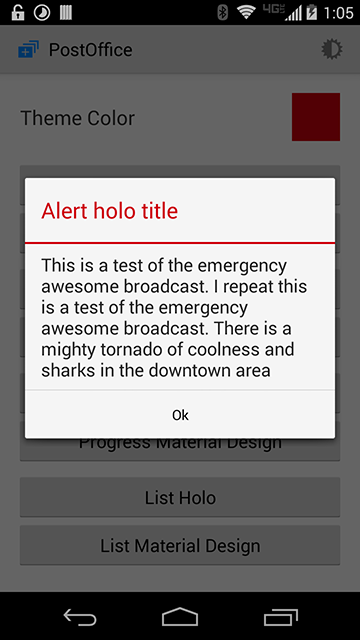 4G LTE 1:05
PostOffice
Theme Color
Alert holo title
This is a test of the emergency
awesome broadcast. I repeat this
is a test of the emergency
awesome broadcast. There is a
mighty tornado of coolness and
sharks in the downtown area
Ok
Progress Material Design
List Holo
List Material Design